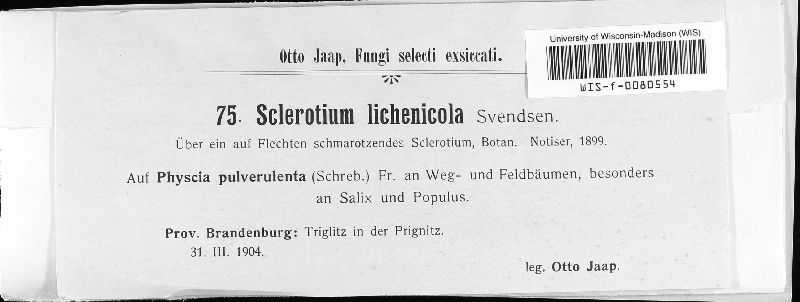 University of Wisconsin-Madison (WIS)
WIS-f-0080554
Otto Jaap, Fungi selecti exsiccati.
75. Sclerotium lichenicola Svendsen.
Über ein auf Flechten schmarotzendes Sclerotium, Botan. Notiser, 1899.
Auf Physcia pulverulenta (Schreb.) Fr. an Weg- und Feldbäumen, besonders
an Salix und Populus.
Prov. Brandenburg: Triglitz in der Prignitz.
31. III. 1904.
leg. Otto Jaap.